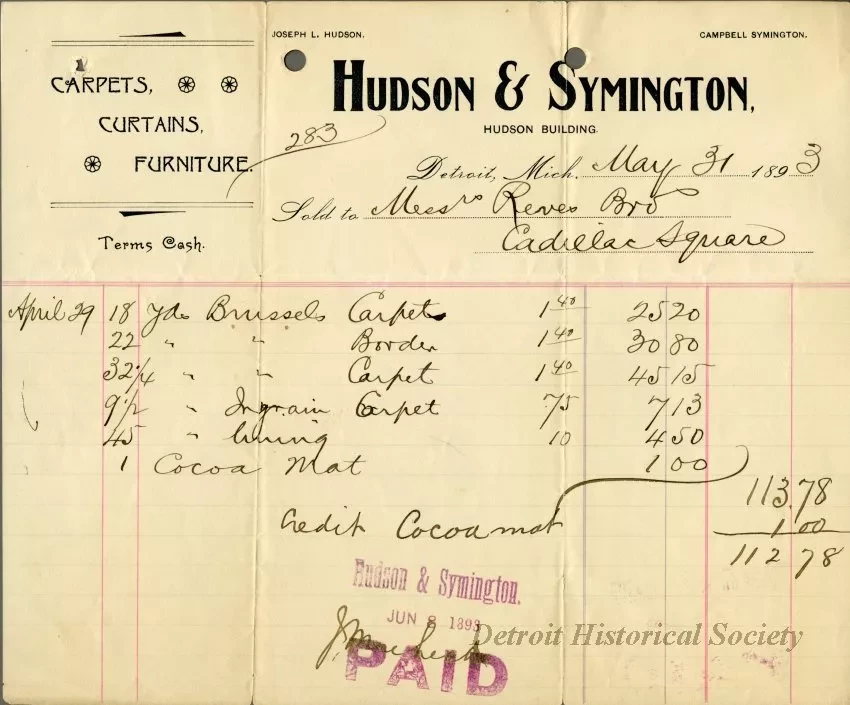 JOSEPH L. HUDSON.
CAMPBELL SYMINGTON.
CARPETS,
CURTAINS,
FURNITURE.
Terms Cash.
HUDSON & SYMINGTON,
HUDSON BUILDING.
283
Detroit, Mich. May 31 1893
Sold to Messrs Reves Bro
Cadillac Square
April 29 18 Yds Brussels Carpet 1 40 25 20
22 " " Border 1 40 30 80
32 1/4 " " Carpet 1 40 45 15
9 1/2 " Ingrain Carpet 75 7 13
45 " lining 10 4 50
1 Cocoa Mat 1 00
113.78
Credit Cocoa mat 1 00
112 78
Hudson & Symington.
JUN 8 1893
PAID
Detroit Historical Society